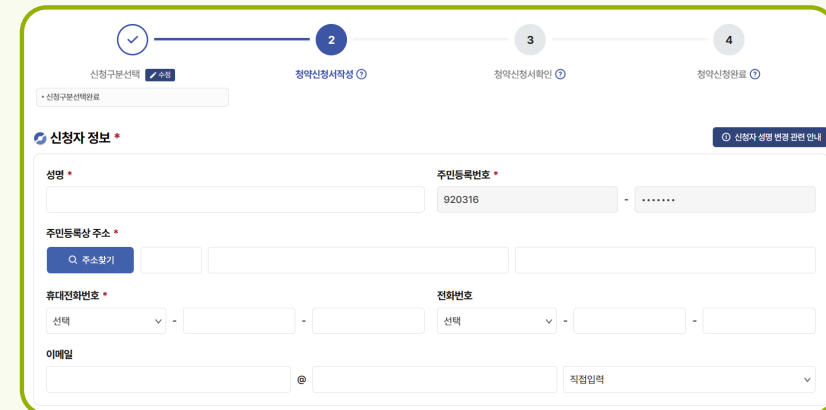 2 3 4
신청구분선택 수정 청약신청서작성 ? 청약신청서확인 ? 청약신청완료 ?
• 신청구분선택완료
신청자 정보 * 신청자 성명 변경 관련 안내
성명 * 주민등록번호 *
920316 - •••••••
주민등록상 주소 *
주소찾기
휴대전화번호 * 전화번호
선택 - - 선택 - -
이메일
@ 직접입력